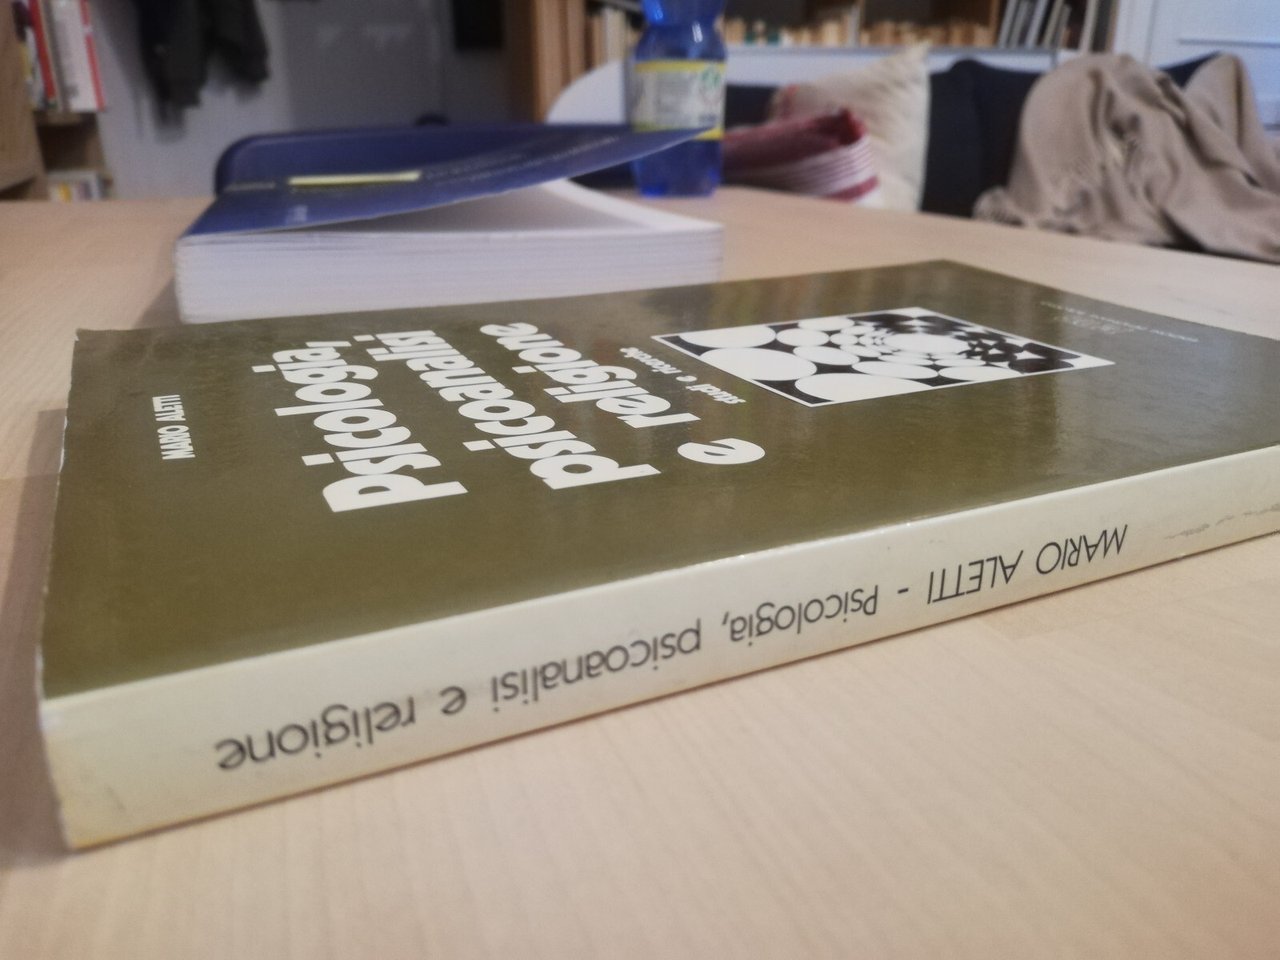 MARIO ALETTI
Psicologia,
psicoanalisi
e religione
studi e ricerche
MARIO ALETTI - Psicologia, psicoanalisi e religione